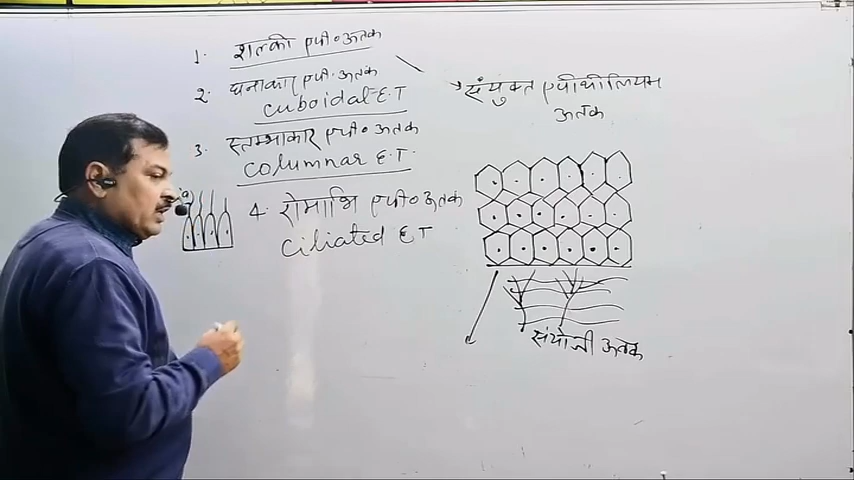 1. शल्की एपी० ऊतक
2. घनाकार एपी. ऊतक
cuboidal E.T
3. स्तम्भाकार एपी० ऊतक
columnar E.T.
4. रोमाभि एपी० ऊतक
ciliated E T
संयुक्त एपीथीलियम
ऊतक
संयोजी ऊतक